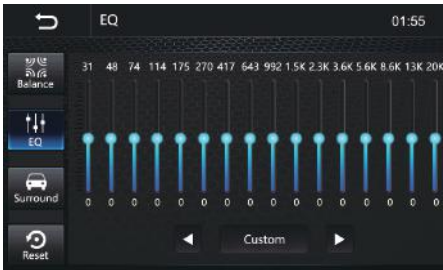 EQ 01:55
31 48 74 114 175 270 417 643 992 1.5K 2.3K 3.6K 5.6K 8.6K 13K 20K
Balance
EQ
0 0 0 0 0 0 0 0 0 0 0 0 0 0 0 0
Surround
Custom
Reset